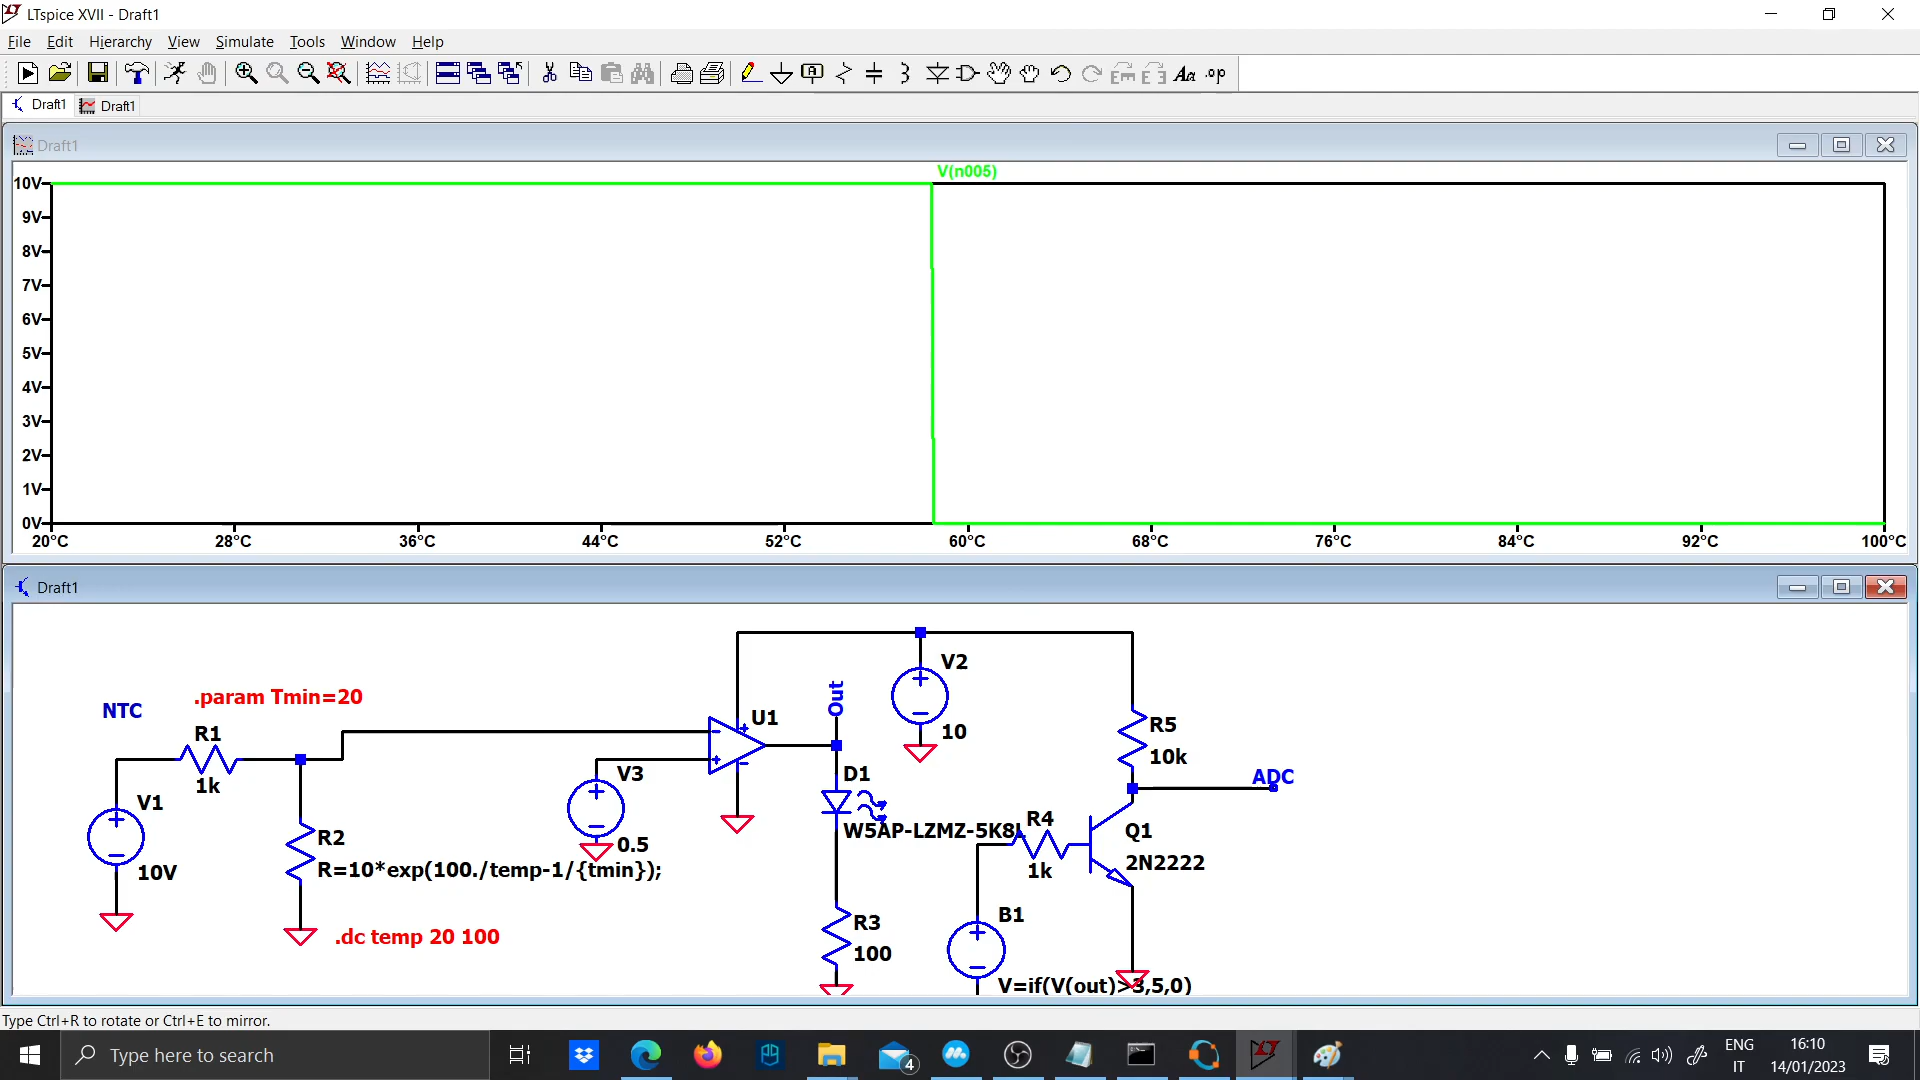 LTspice XVII - Draft1
File Edit Hierarchy View Simulate Tools Window Help
Draft1 Draft1
Draft1
V(n005)
10V
9V
8V
7V
6V
5V
4V
3V
2V
1V
0V
20°C 28°C 36°C 44°C 52°C 60°C 68°C 76°C 84°C 92°C 100°C
Draft1
V2
10
.param Tmin=20
NTC
R1
1k
V1
10V
R2
R=10*exp(100./temp-1/{tmin});
.dc temp 20 100
V3
0.5
U1
Out
D1
W5AP-LZMZ-5K8L
R3
100
R4
1k
B1
V=if(V(out)>3,5,0)
Q1
2N2222
R5
10k
ADC
Type Ctrl+R to rotate or Ctrl+E to mirror.
Type here to search
4
ENG
IT
16:10
14/01/2023